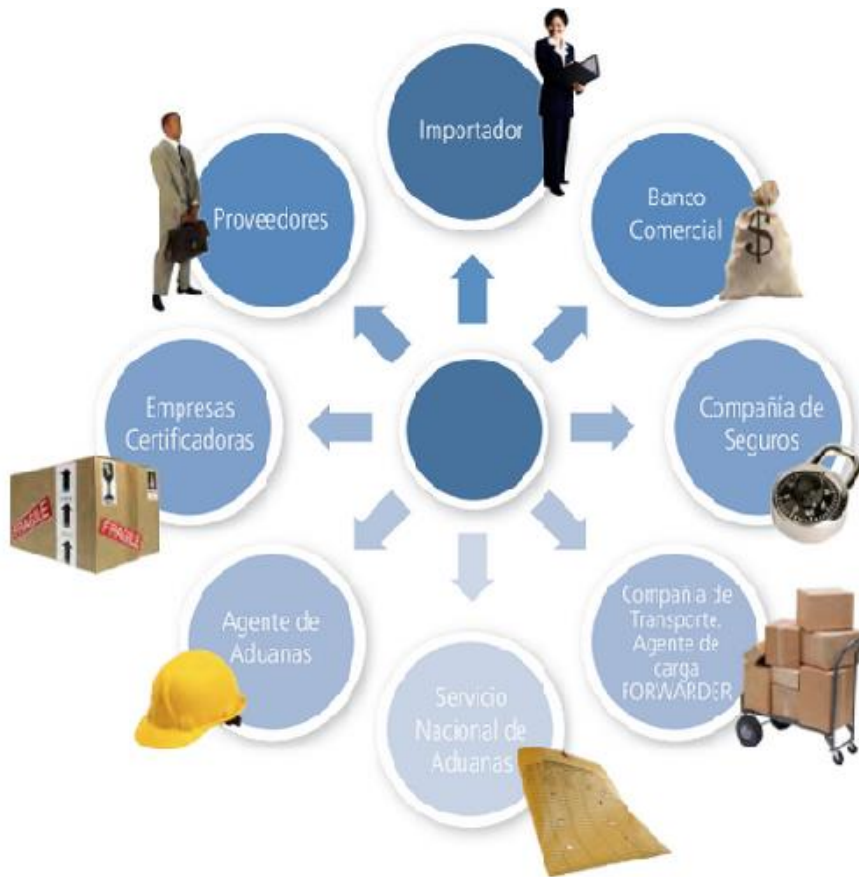 Importador
Banco
Comercial
$
Compañía de
Seguros
Compañía de
Transporte.
Agente de
carga
FORWARDER
Servicio
Nacional de
Aduanas
Agente de
Aduanas
Empresas
Certificadoras
Proveedores
FRAGILE
FRAGILE